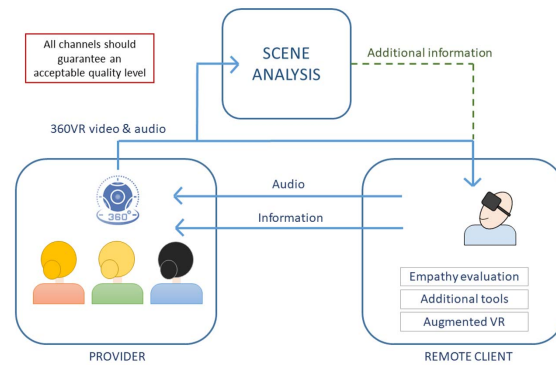 All channels should
guarantee an
acceptable quality level
SCENE
ANALYSIS
Additional information
360VR video & audio
360°
Audio
Information
Empathy evaluation
Additional tools
Augmented VR
PROVIDER
REMOTE CLIENT